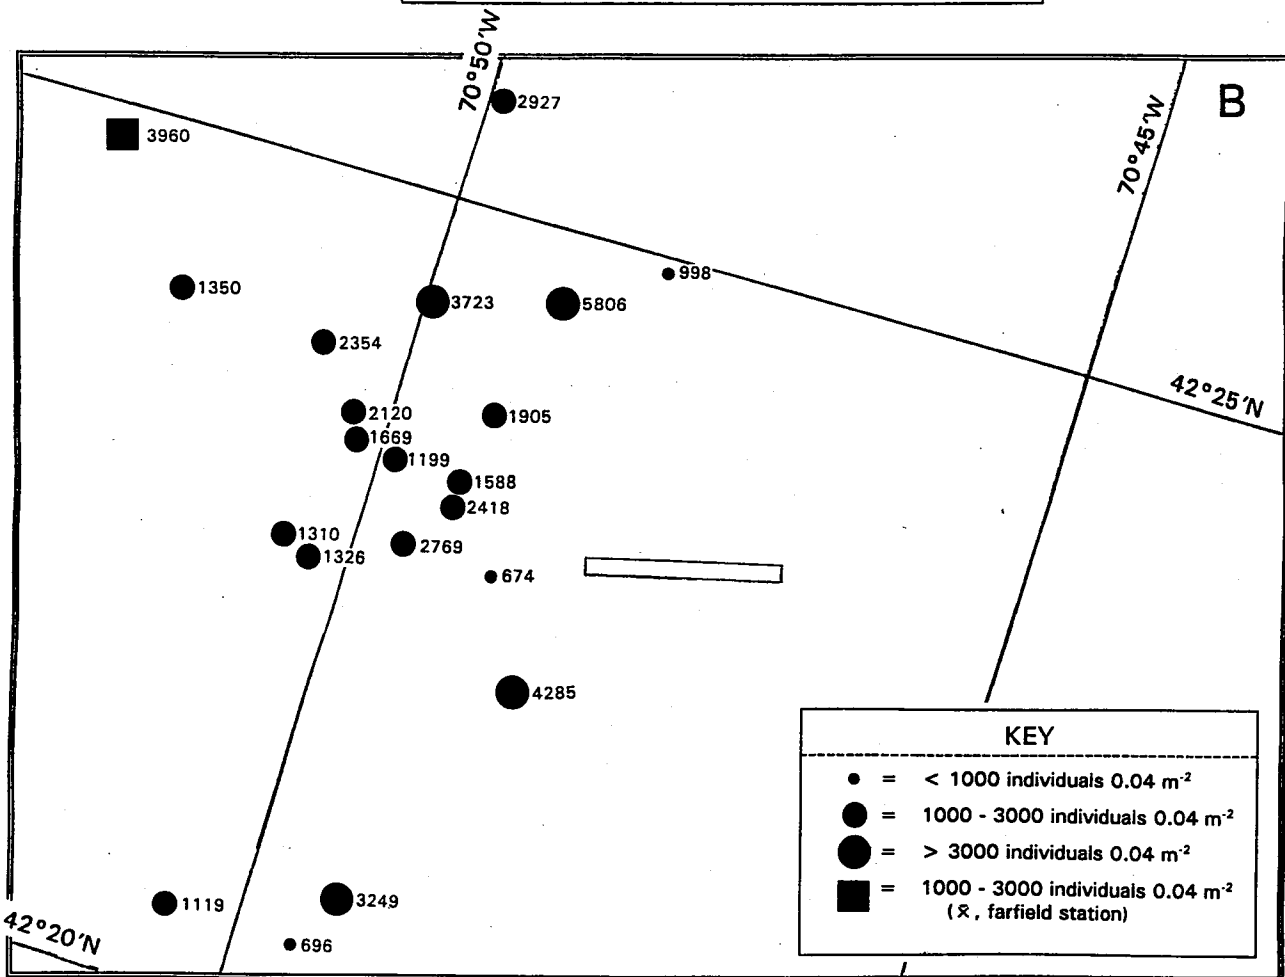 70°50'W
2927
B
3960
70°45'W
998
1350
3723
5806
2354
42°25'N
2120
1905
1669
1199
1588
2418
1310
1326
2769
674
4285
KEY
= < 1000 individuals 0.04 m⁻²
= 1000 - 3000 individuals 0.04 m⁻²
= > 3000 individuals 0.04 m⁻²
= 1000 - 3000 individuals 0.04 m⁻²
(x̄, farfield station)
1119
3249
42°20'N
696